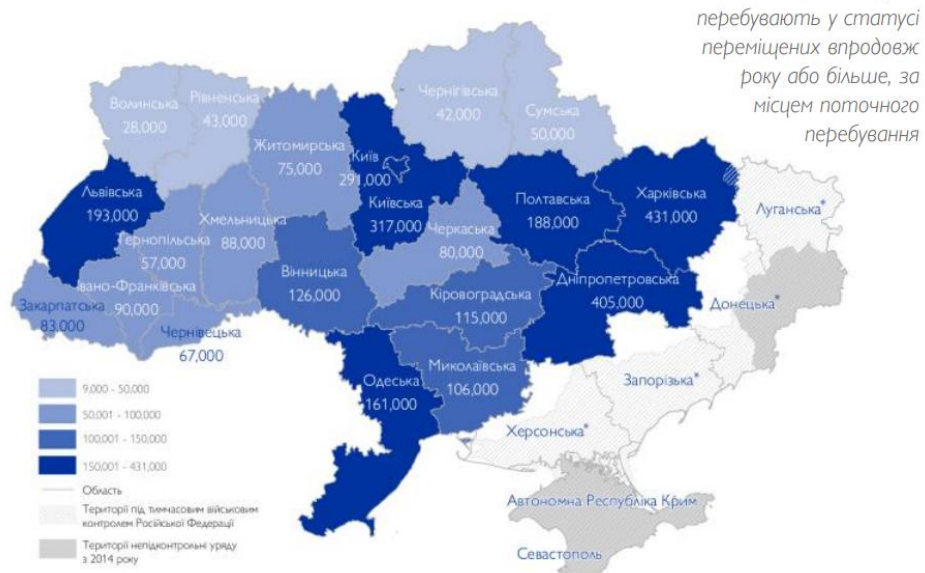 перебувають у статусі
переміщених впродовж
року або більше, за
місцем поточного
перебування
Волинська
28,000
Рівненська
43,000
Житомирська
75,000
Київ
291,000
Київська
317,000
Чернігівська
42,000
Сумська
50,000
Львівська
193,000
Тернопільська
57,000
Хмельницька
88,000
Вінницька
126,000
Черкаська
80,000
Полтавська
188,000
Харківська
431,000
Луганська*
Івано-Франківська
90,000
Закарпатська
83,000
Чернівецька
67,000
Кіровоградська
115,000
Дніпропетровська
405,000
Донецька*
Одеська
161,000
Миколаївська
106,000
Запорізька*
Херсонська*
Автономна Республіка Крим
Севастополь
9,000 - 50,000
50,001 - 100,000
100,001 - 150,000
150,001 - 431,000
Область
Території під тимчасовим військовим
контролем Російської Федерації
Території непідконтрольні уряду
з 2014 року